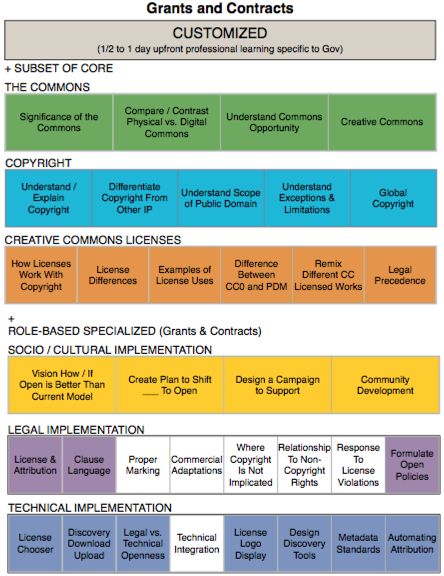 Grants and Contracts
CUSTOMIZED
(1/2 to 1 day upfront professional learning specific to Gov)
+ SUBSET OF CORE
THE COMMONS
Significance of the
Commons
Compare / Contrast
Physical vs. Digital
Commons
Understand Commons
Opportunity
Creative Commons
COPYRIGHT
Understand /
Explain
Copyright
Differentiate
Copyright From
Other IP
Understand Scope
of Public Domain
Understand
Exceptions &
Limitations
Global
Copyright
CREATIVE COMMONS LICENSES
How Licenses
Work With
Copyright
License
Differences
Examples of
License Uses
Difference
Between
CC0 and PDM
Remix
Different CC
Licensed Works
Legal
Precedence
+
ROLE-BASED SPECIALIZED (Grants & Contracts)
SOCIO / CULTURAL IMPLEMENTATION
Vision How / If
Open is Better Than
Current Model
Create Plan to Shift
___ To Open
Design a Campaign
to Support
Community
Development
LEGAL IMPLEMENTATION
License &
Attribution
Clause
Language
Proper
Marking
Commercial
Adaptations
Where
Copyright
Is Not
Implicated
Relationship
To Non-
Copyright
Rights
Response
To
License
Violations
Formulate
Open
Policies
TECHNICAL IMPLEMENTATION
License
Chooser
Discovery
Download
Upload
Legal vs.
Technical
Openness
Technical
Integration
License
Logo
Display
Design
Discovery
Tools
Metadata
Standards
Automating
Attribution